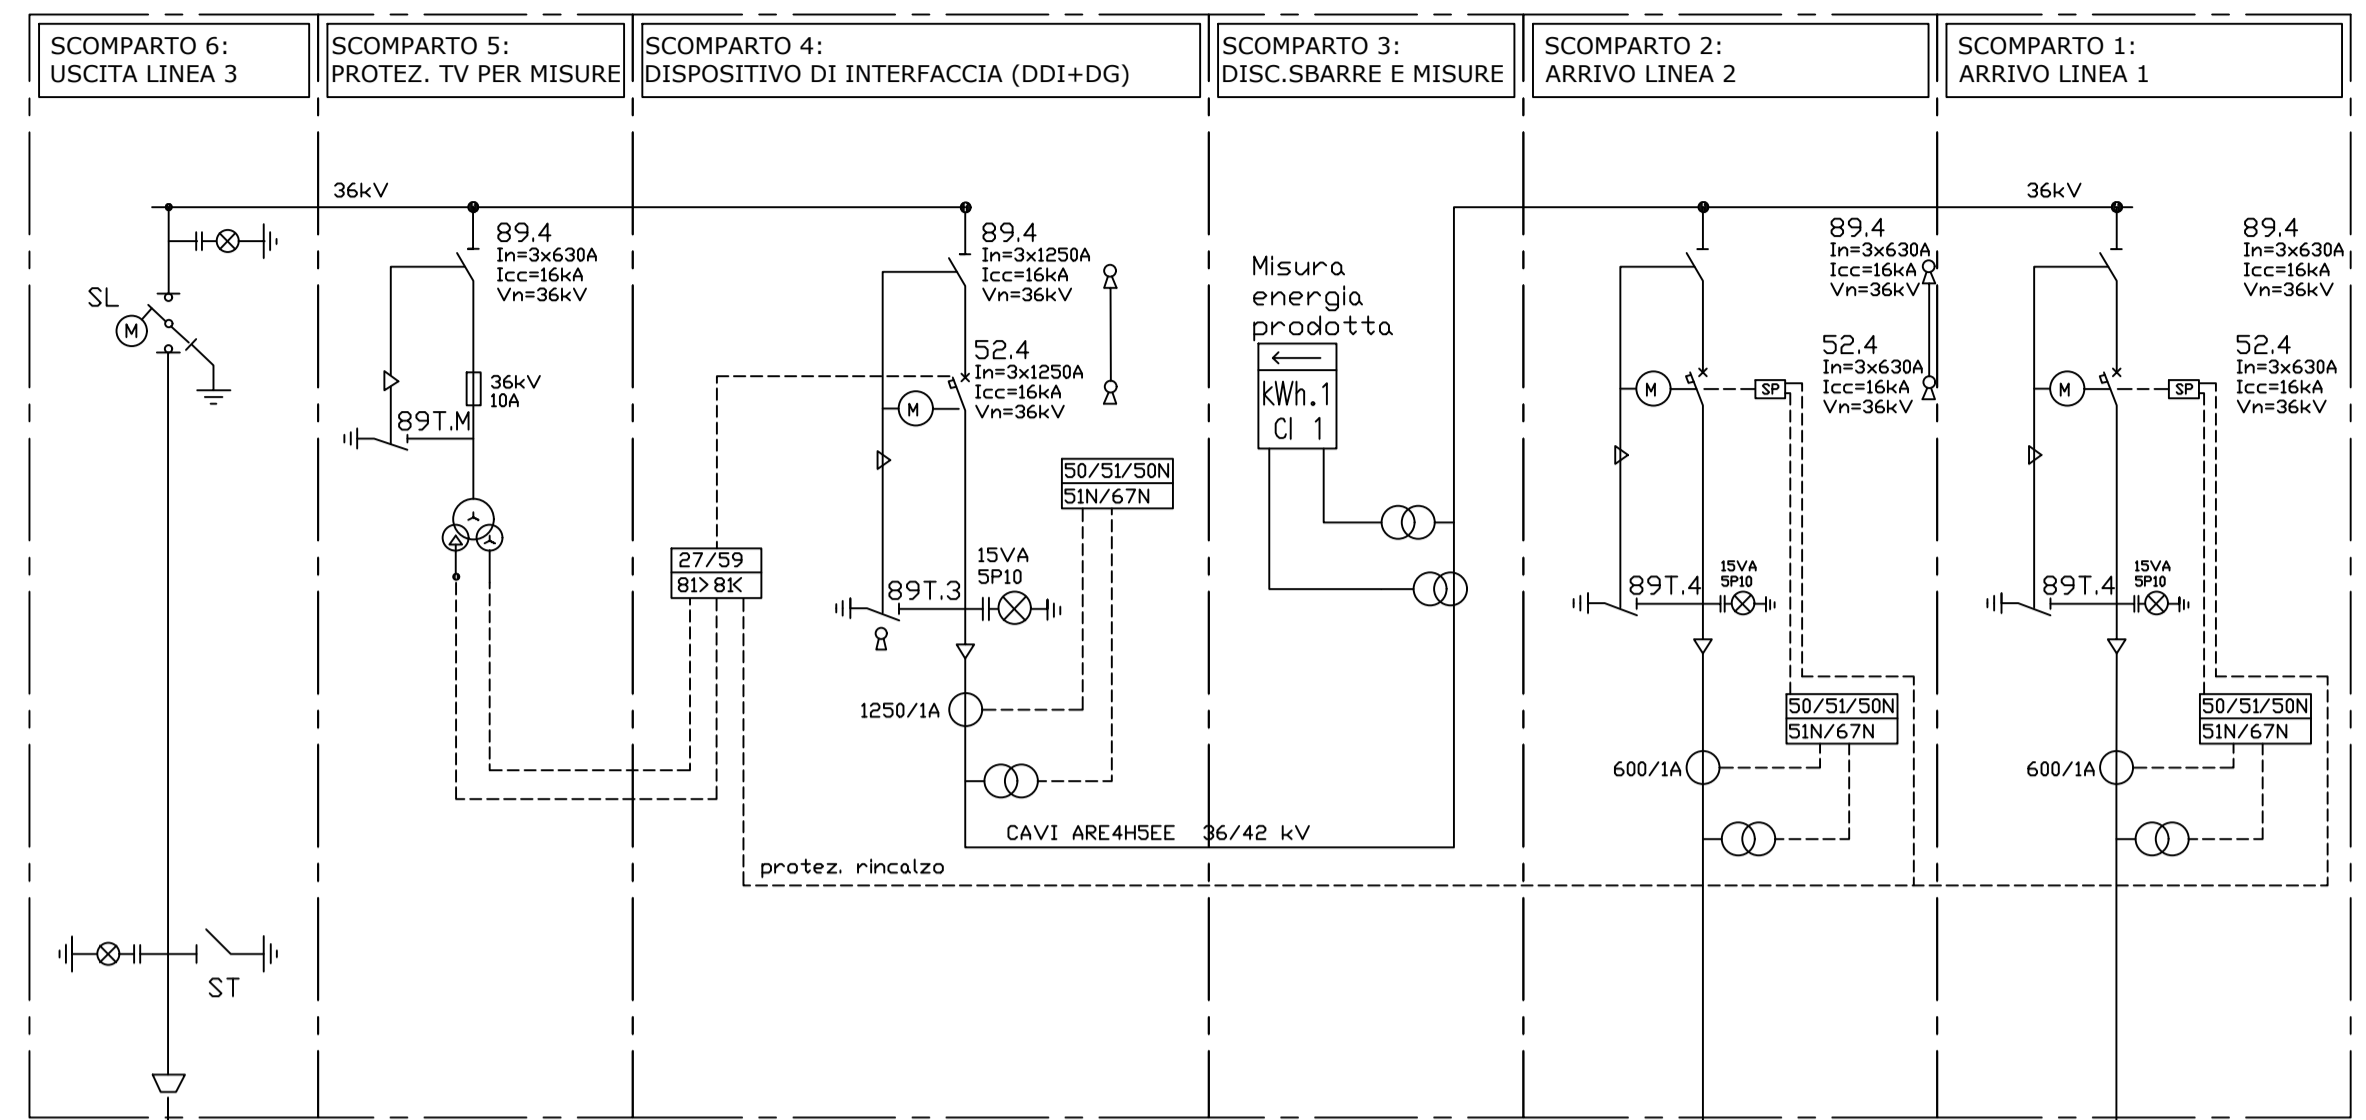 SCOMPARTO 6:
USCITA LINEA 3
SCOMPARTO 5:
PROTEZ. TV PER MISURE
SCOMPARTO 4:
DISPOSITIVO DI INTERFACCIA (DDI+DG)
SCOMPARTO 3:
DISC.SBARRE E MISURE
SCOMPARTO 2:
ARRIVO LINEA 2
SCOMPARTO 1:
ARRIVO LINEA 1
SL
M
ST
36kV
89.4
In=3x630A
Icc=16kA
Vn=36kV
36kV
10A
89T.M
89.4
In=3x1250A
Icc=16kA
Vn=36kV
52.4
In=3x1250A
Icc=16kA
Vn=36kV
M
50/51/50N
51N/67N
27/59
81>81<
15VA
5P10
89T.3
1250/1A
CAVI ARE4H5EE 36/42 kV
protez. rincalzo
Misura
energia
prodotta
kWh.1
Cl 1
89.4
In=3x630A
Icc=16kA
Vn=36kV
52.4
In=3x630A
Icc=16kA
Vn=36kV
M
SP
15VA
5P10
89T.4
50/51/50N
51N/67N
600/1A
36kV
89.4
In=3x630A
Icc=16kA
Vn=36kV
52.4
In=3x630A
Icc=16kA
Vn=36kV
M
SP
15VA
5P10
89T.4
50/51/50N
51N/67N
600/1A